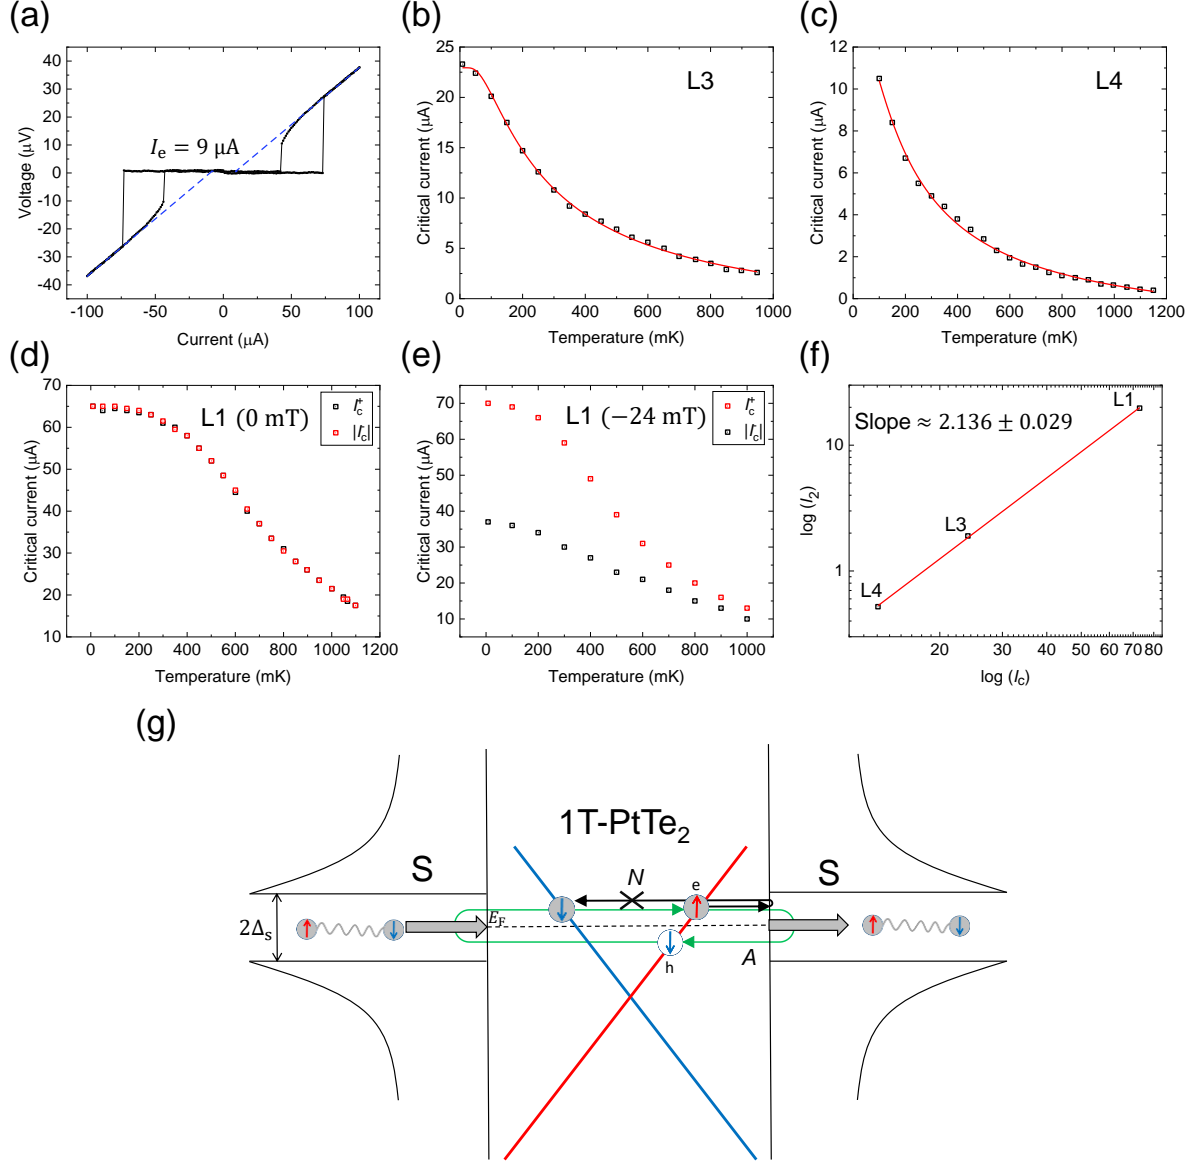 (a)
40
30
20
10
0
-10
-20
-30
-40
Voltage (μV)
I_e = 9 μA
-100 -50 0 50 100
Current (μA)
(b)
25
20
15
10
5
0
Critical current (μA)
L3
0 200 400 600 800 1000
Temperature (mK)
(c)
12
10
8
6
4
2
0
Critical current (μA)
L4
0 200 400 600 800 1000 1200
Temperature (mK)
(d)
70
60
50
40
30
20
10
Critical current (μA)
L1 (0 mT)
I_c^+
|I_c^-|
0 200 400 600 800 1000 1200
Temperature (mK)
(e)
70
60
50
40
30
20
10
0
Critical current (μA)
L1 (−24 mT)
I_c^+
|I_c^-|
0 200 400 600 800 1000
Temperature (mK)
(f)
10
1
log (I_2)
Slope ≈ 2.136 ± 0.029
L1
L3
L4
20 30 40 50 60 70 80
log (I_c)
(g)
1T-PtTe₂
S
S
N
e
E_F
2Δ_s
h
A